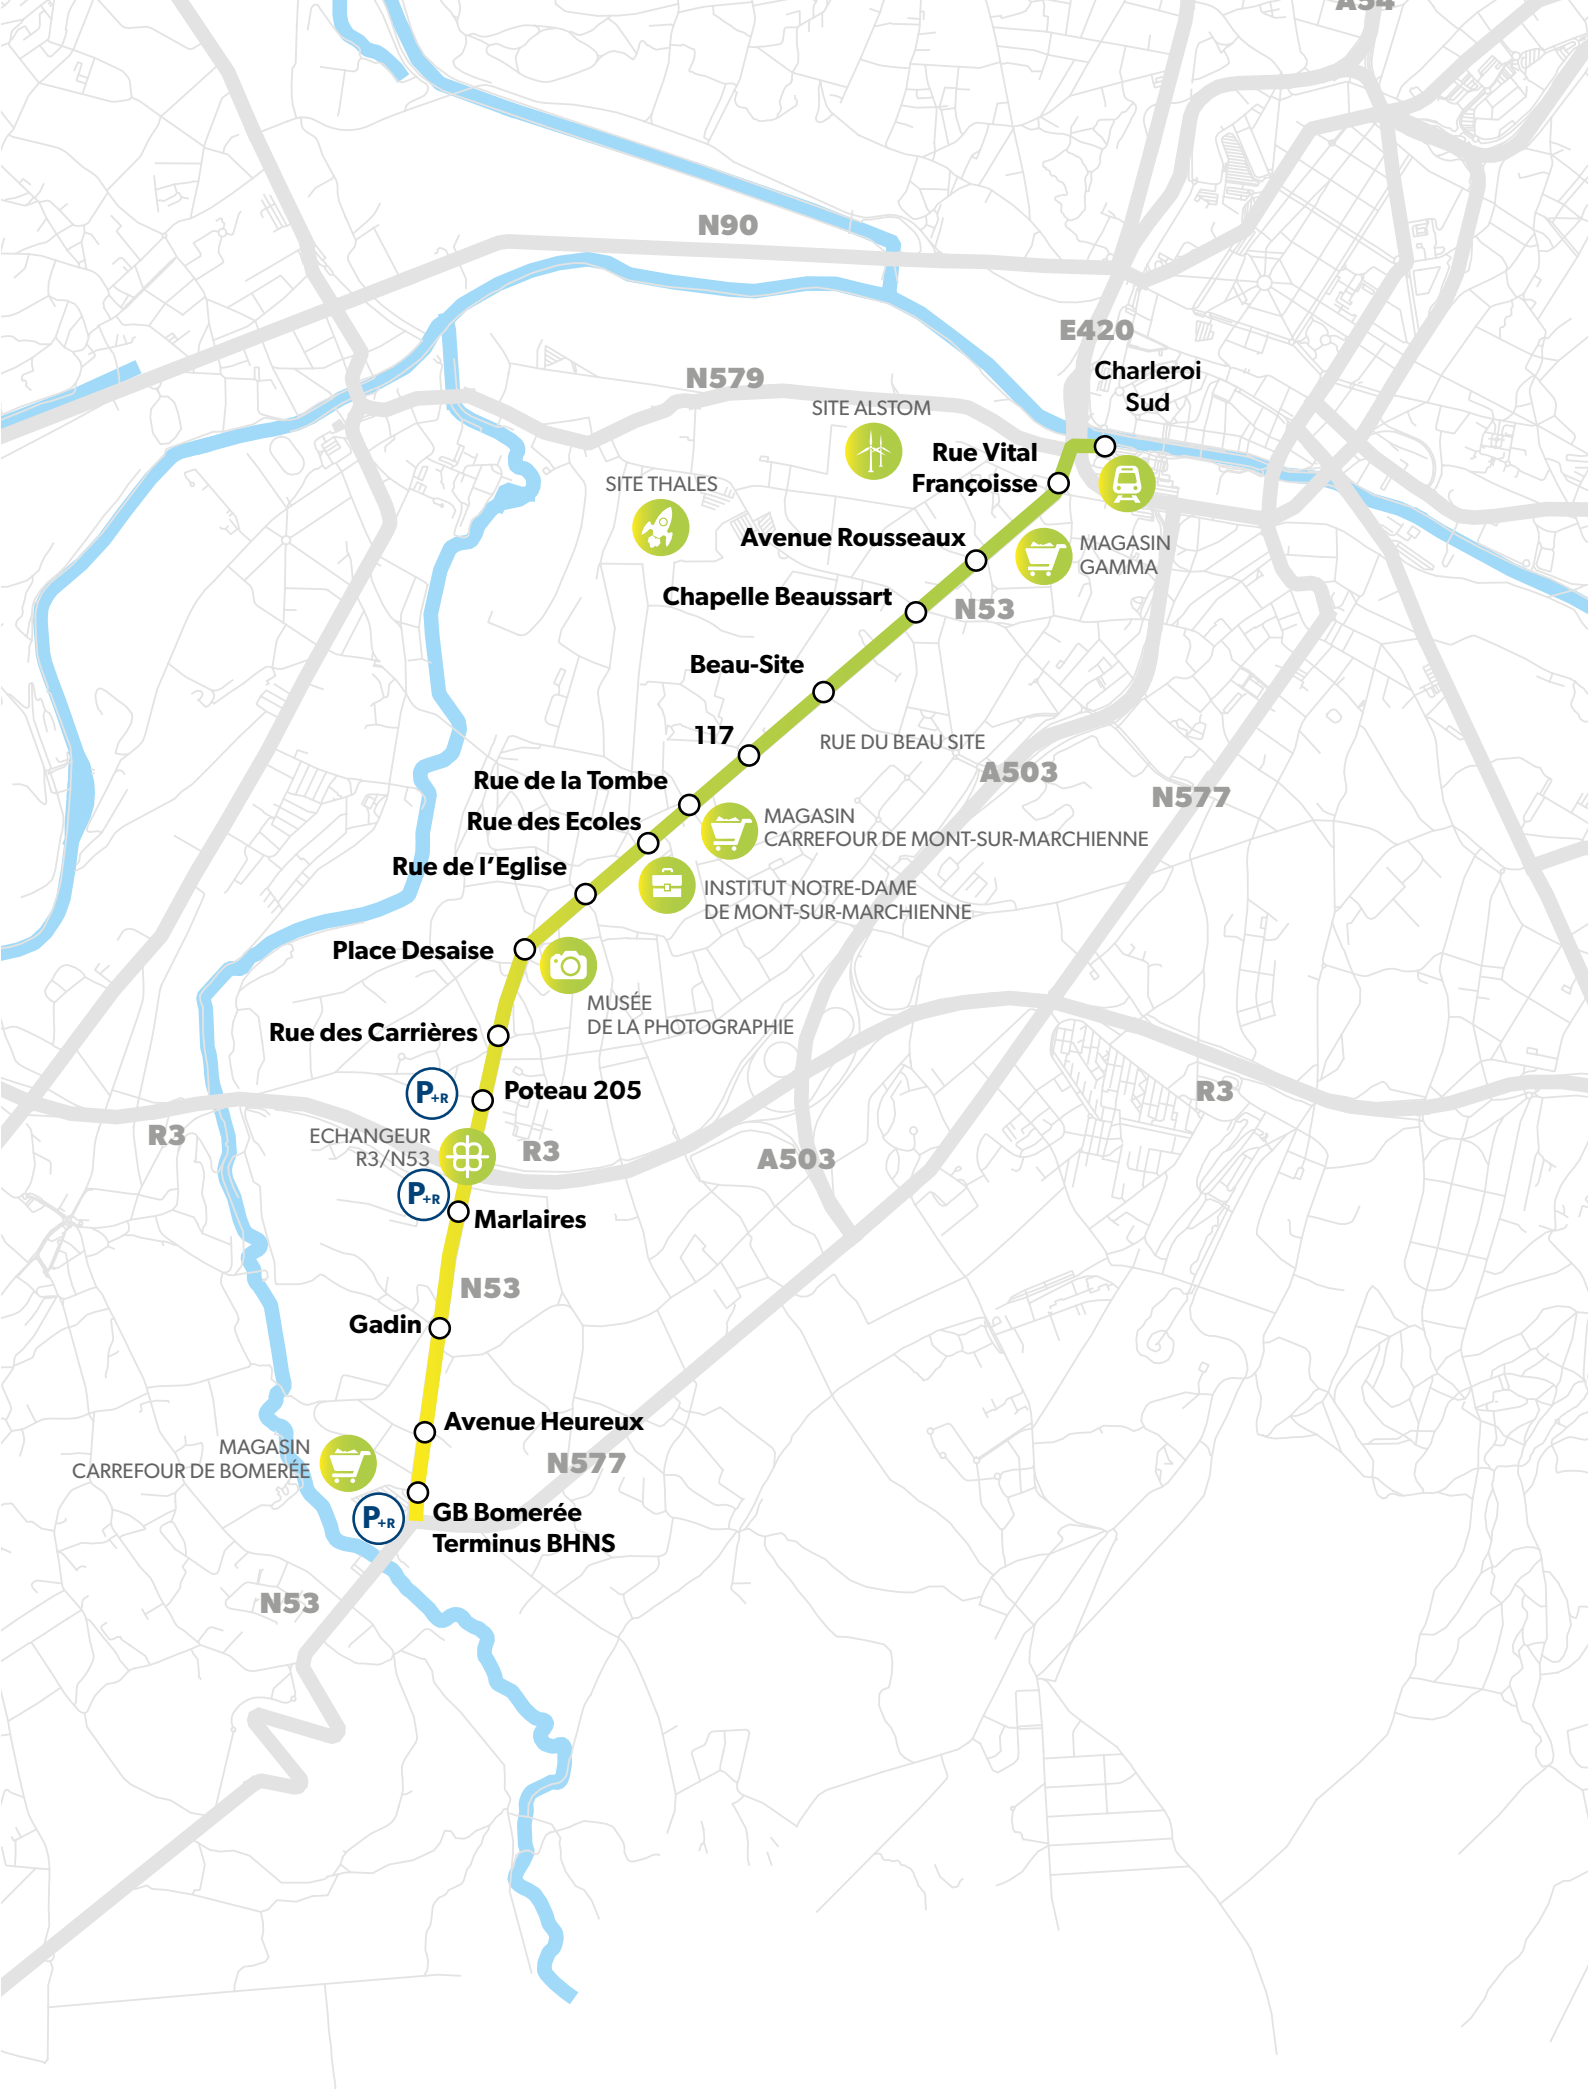 A54
N90
E420
Charleroi
Sud
N579
SITE ALSTOM
Rue Vital
Françoisse
SITE THALES
Avenue Rousseaux
MAGASIN
GAMMA
Chapelle Beaussart
N53
Beau-Site
117
RUE DU BEAU SITE
A503
Rue de la Tombe
N577
MAGASIN
CARREFOUR DE MONT-SUR-MARCHIENNE
Rue des Ecoles
Rue de l’Eglise
INSTITUT NOTRE-DAME
DE MONT-SUR-MARCHIENNE
Place Desaise
MUSÉE
DE LA PHOTOGRAPHIE
Rue des Carrières
P+R
Poteau 205
R3
R3
ECHANGEUR
R3/N53
R3
A503
P+R
Marlaires
N53
Gadin
Avenue Heureux
MAGASIN
CARREFOUR DE BOMERÉE
N577
P+R
GB Bomerée
Terminus BHNS
N53